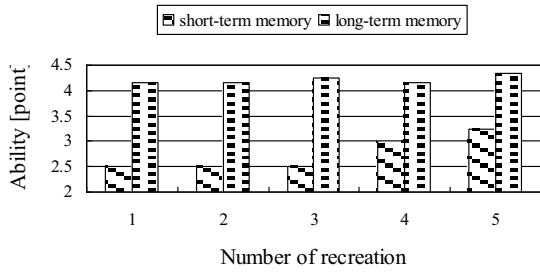 short-term memory long-term memory
4.5
4
3.5
3
2.5
2
Ability [point]
1 2 3 4 5
Number of recreation